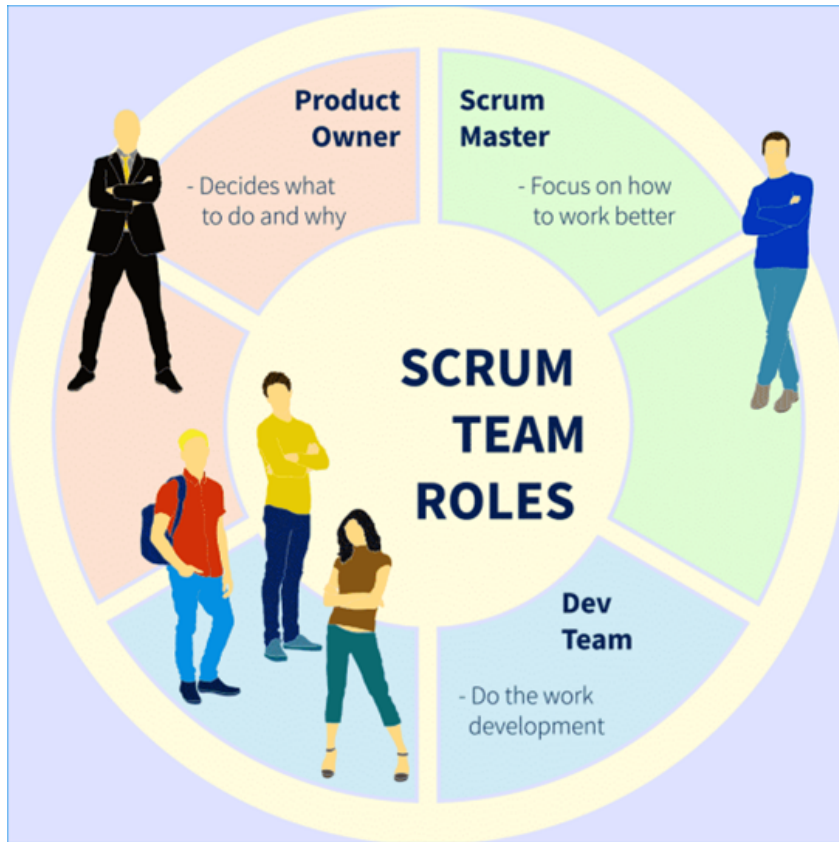 Product
Owner
- Decides what
to do and why
Scrum
Master
- Focus on how
to work better
SCRUM
TEAM
ROLES
Dev
Team
- Do the work
development